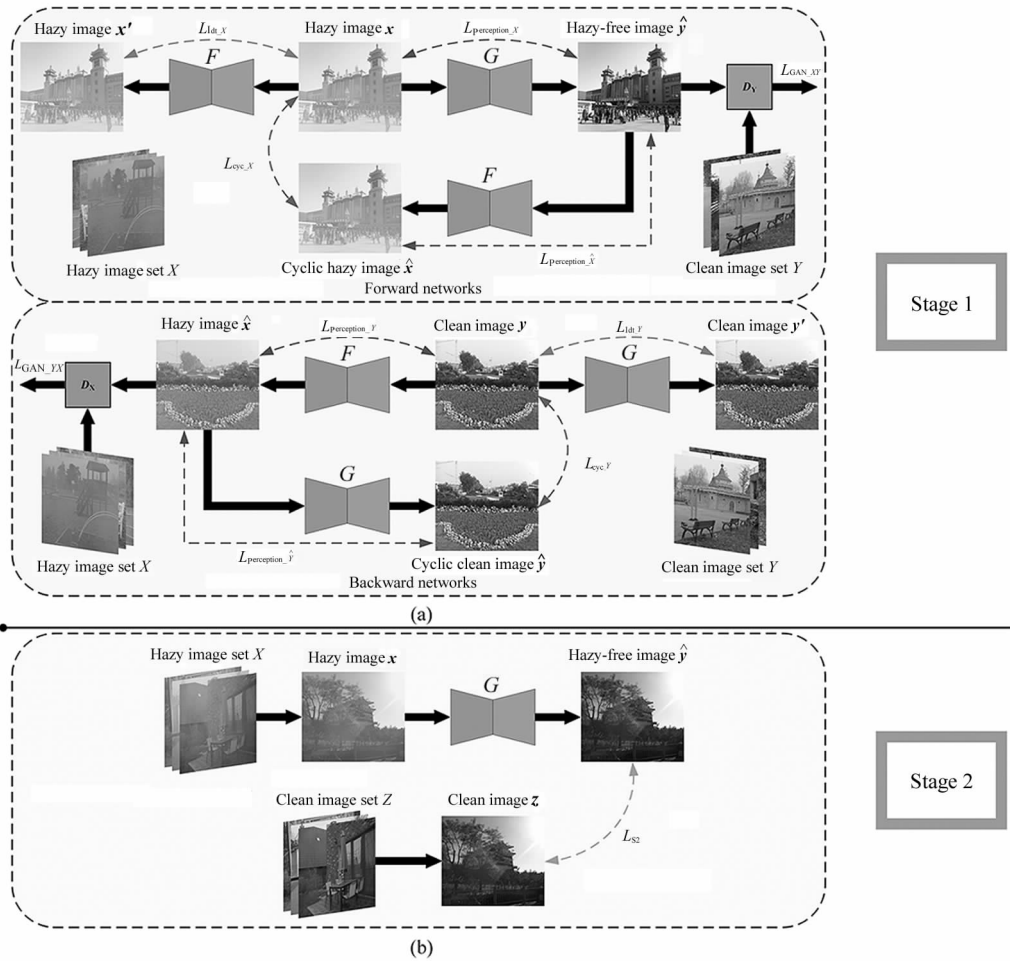 Hazy image x′
L_Idt_X
Hazy image x
L_Perception_X
Hazy-free image ŷ
F
G
D_Y
L_GAN_XY
L_cyc_X
F
Hazy image set X
Cyclic hazy image x̂
L_Perception_X̂
Clean image set Y
Forward networks
Stage 1
Hazy image x̂
L_Perception_Y
Clean image y
L_Idt_Y
Clean image y′
F
G
L_GAN_YX
D_X
G
L_cyc_Y
L_Perception_Ŷ
Hazy image set X
Cyclic clean image ŷ
Clean image set Y
Backward networks
(a)
Hazy image set X
Hazy image x
Hazy-free image ŷ
G
Stage 2
Clean image set Z
Clean image z
L_S2
(b)